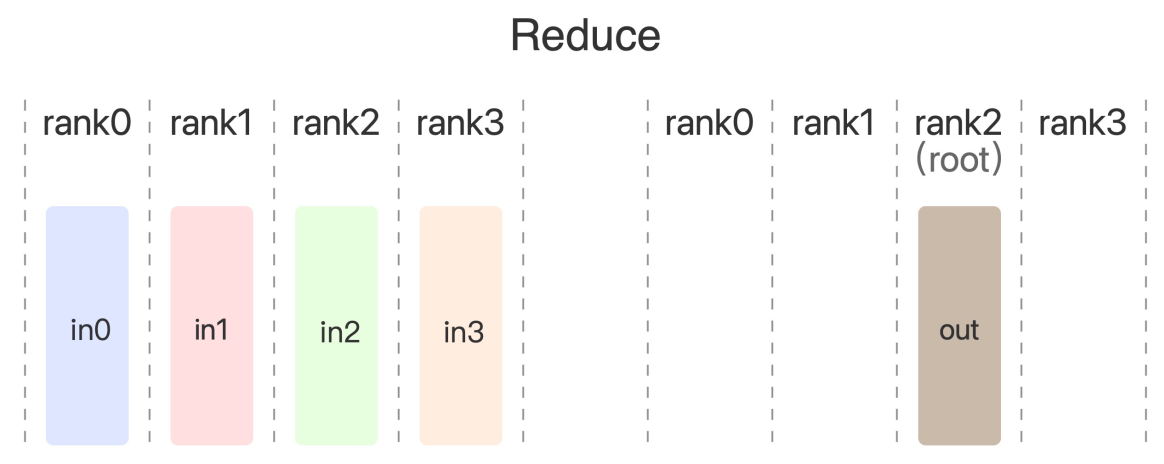 Reduce
rank0 rank1 rank2 rank3 rank0 rank1 rank2 rank3
(root)
in0 in1 in2 in3 out